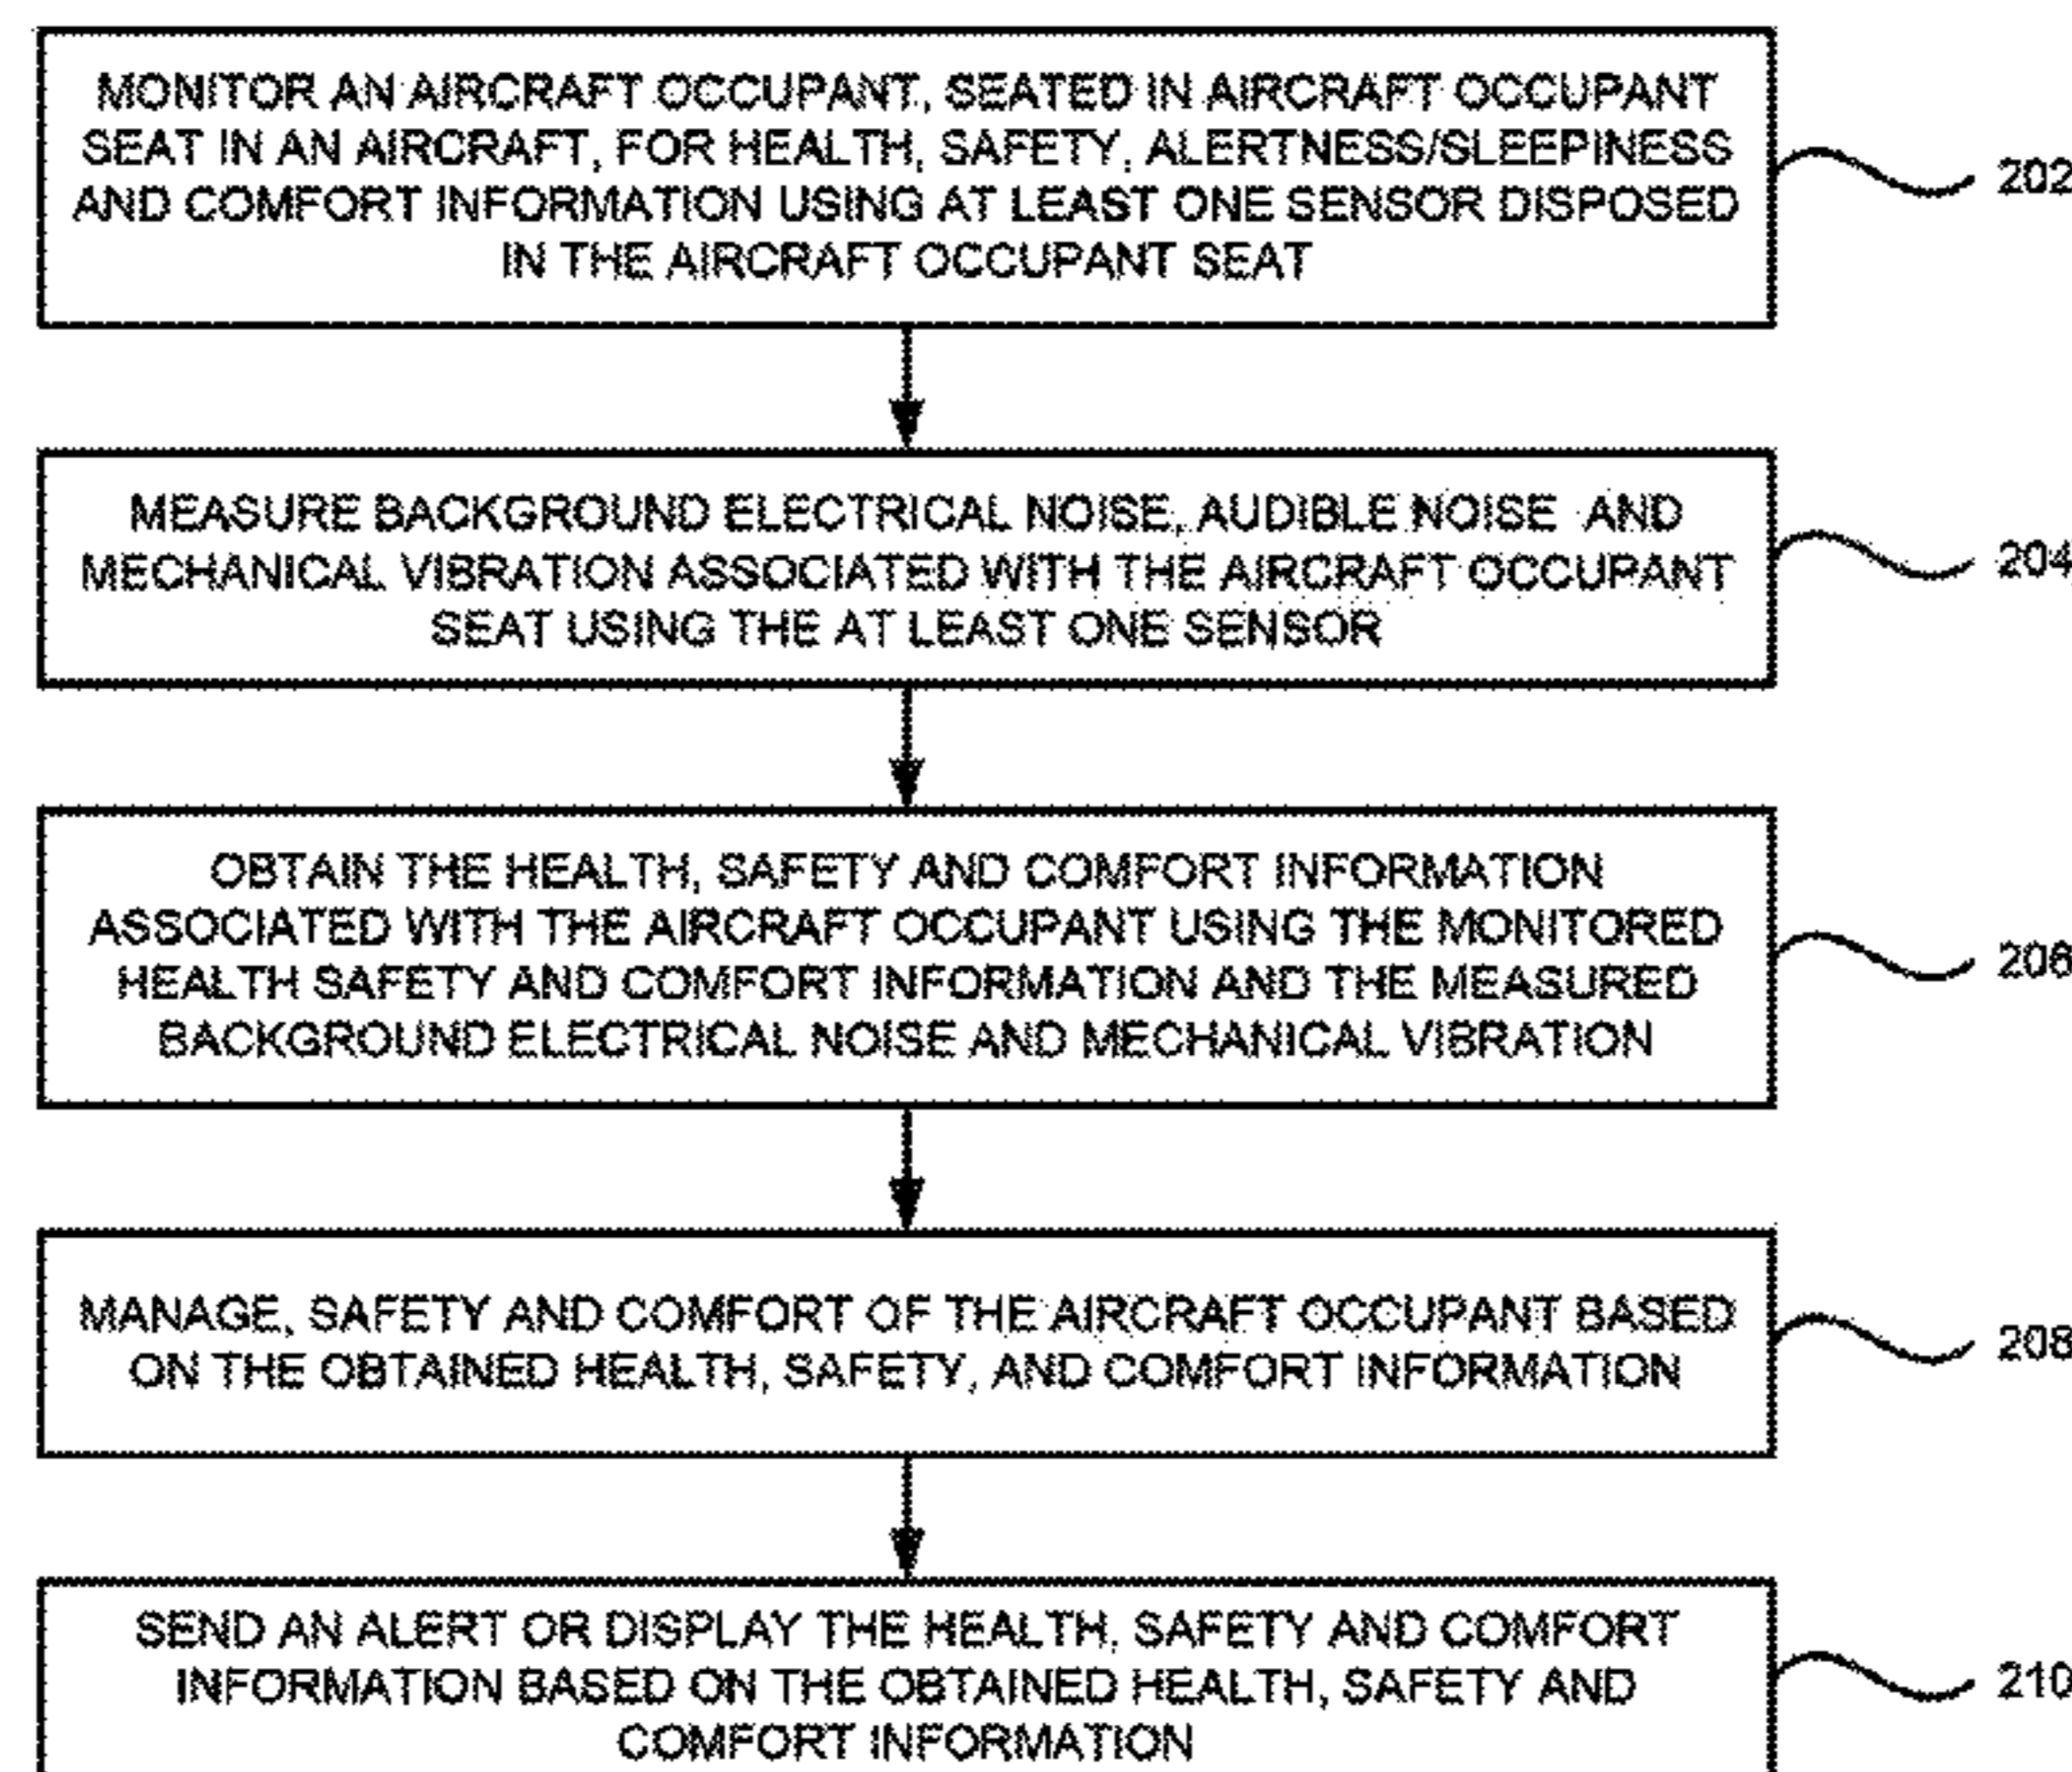 MONITOR AN AIRCRAFT OCCUPANT, SEATED IN AIRCRAFT OCCUPANT
SEAT IN AN AIRCRAFT, FOR HEALTH, SAFETY, ALERTNESS/SLEEPINESS
AND COMFORT INFORMATION USING AT LEAST ONE SENSOR DISPOSED
IN THE AIRCRAFT OCCUPANT SEAT
202
MEASURE BACKGROUND ELECTRICAL NOISE, AUDIBLE NOISE AND
MECHANICAL VIBRATION ASSOCIATED WITH THE AIRCRAFT OCCUPANT
SEAT USING THE AT LEAST ONE SENSOR
204
OBTAIN THE HEALTH, SAFETY AND COMFORT INFORMATION
ASSOCIATED WITH THE AIRCRAFT OCCUPANT USING THE MONITORED
HEALTH SAFETY AND COMFORT INFORMATION AND THE MEASURED
BACKGROUND ELECTRICAL NOISE AND MECHANICAL VIBRATION
206
MANAGE, SAFETY AND COMFORT OF THE AIRCRAFT OCCUPANT BASED
ON THE OBTAINED HEALTH, SAFETY, AND COMFORT INFORMATION
208
SEND AN ALERT OR DISPLAY THE HEALTH, SAFETY AND COMFORT
INFORMATION BASED ON THE OBTAINED HEALTH, SAFETY AND
COMFORT INFORMATION
210